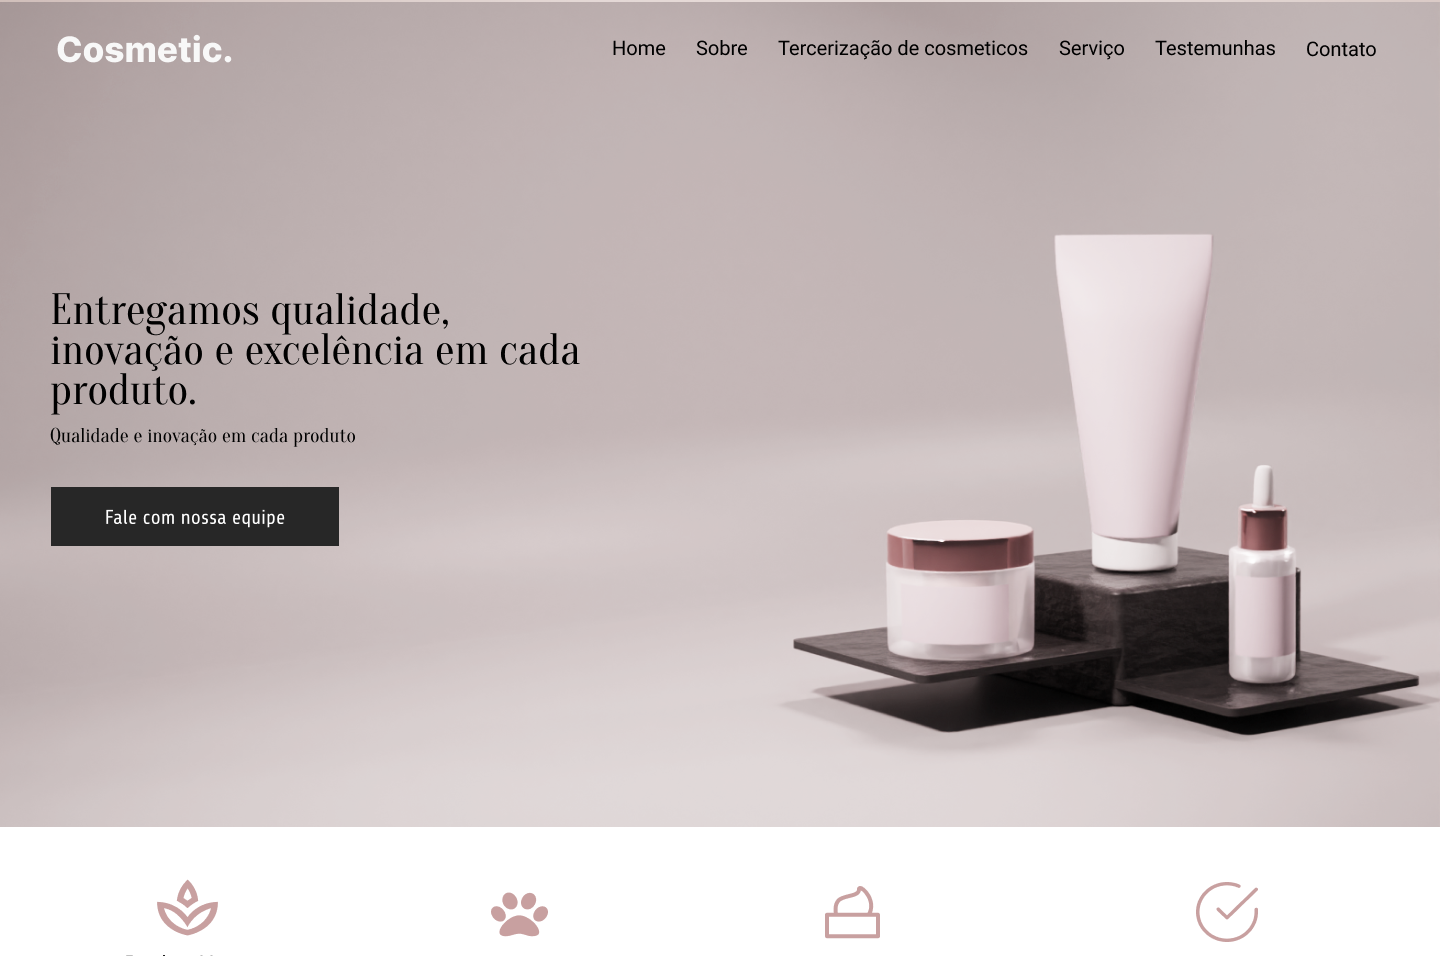 Cosmetic.
Home Sobre Tercerização de cosmeticos Serviço Testemunhas Contato
Entregamos qualidade,
inovação e excelência em cada
produto.
Qualidade e inovação em cada produto
Fale com nossa equipe